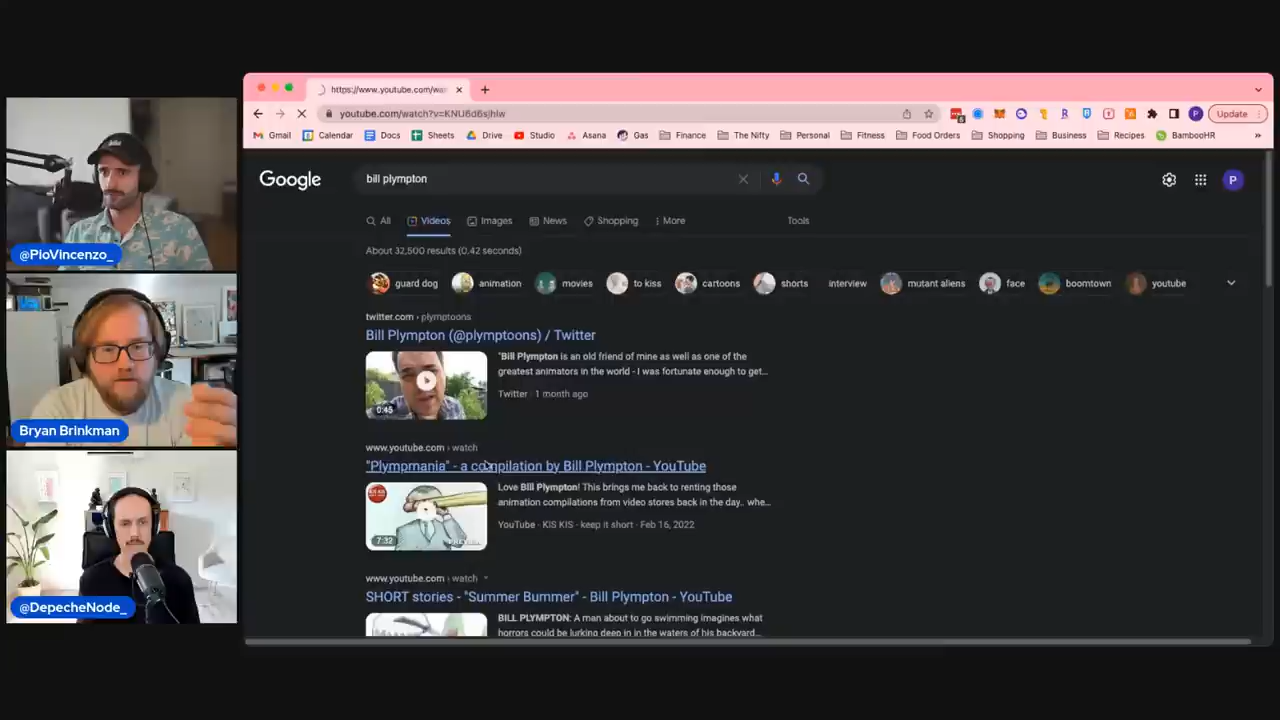 @PioVincenzo_
Bryan Brinkman
@DepecheNode_
https://www.youtube.com/wat
youtube.com/watch?v=KNU6d6sjhlw
Update
Gmail Calendar Docs Sheets Drive Studio Asana Gas Finance The Nifty Personal Fitness Food Orders Shopping Business Recipes BambooHR
Google
bill plympton
P
All Videos Images News Shopping More Tools
About 32,500 results (0.42 seconds)
guard dog animation movies to kiss cartoons shorts interview mutant aliens face boomtown youtube
twitter.com › plymptoons
Bill Plympton (@plymptoons) / Twitter
"Bill Plympton is an old friend of mine as well as one of the
greatest animators in the world - I was fortunate enough to get...
0:45
Twitter · 1 month ago
www.youtube.com › watch
"Plympmania" - a compilation by Bill Plympton - YouTube
Love Bill Plympton! This brings me back to renting those
animation compilations from video stores back in the day.. whe...
7:32
PREVIEW
YouTube · KIS KIS - keep it short · Feb 16, 2022
www.youtube.com › watch
SHORT stories - "Summer Bummer" - Bill Plympton - YouTube
BILL PLYMPTON: A man about to go swimming imagines what
horrors could be lurking deep in in the waters of his backyard...